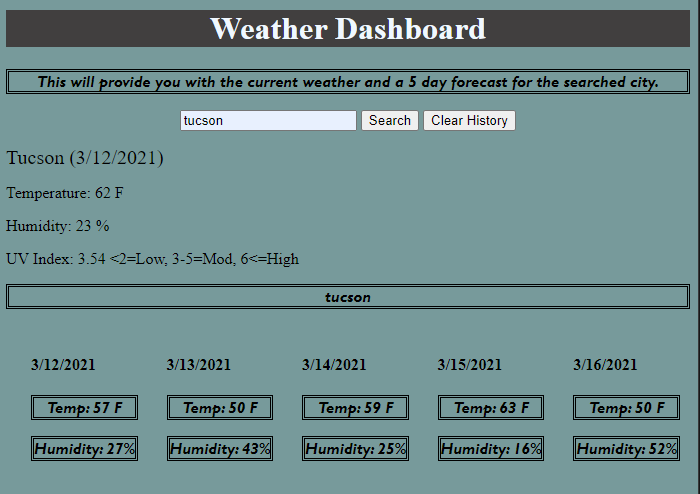 Weather Dashboard
This will provide you with the current weather and a 5 day forecast for the searched city.
tucson Search Clear History
Tucson (3/12/2021)
Temperature: 62 F
Humidity: 23 %
UV Index: 3.54 <2=Low, 3-5=Mod, 6<=High
tucson
3/12/2021 3/13/2021 3/14/2021 3/15/2021 3/16/2021
Temp: 57 F Temp: 50 F Temp: 59 F Temp: 63 F Temp: 50 F
Humidity: 27% Humidity: 43% Humidity: 25% Humidity: 16% Humidity: 52%